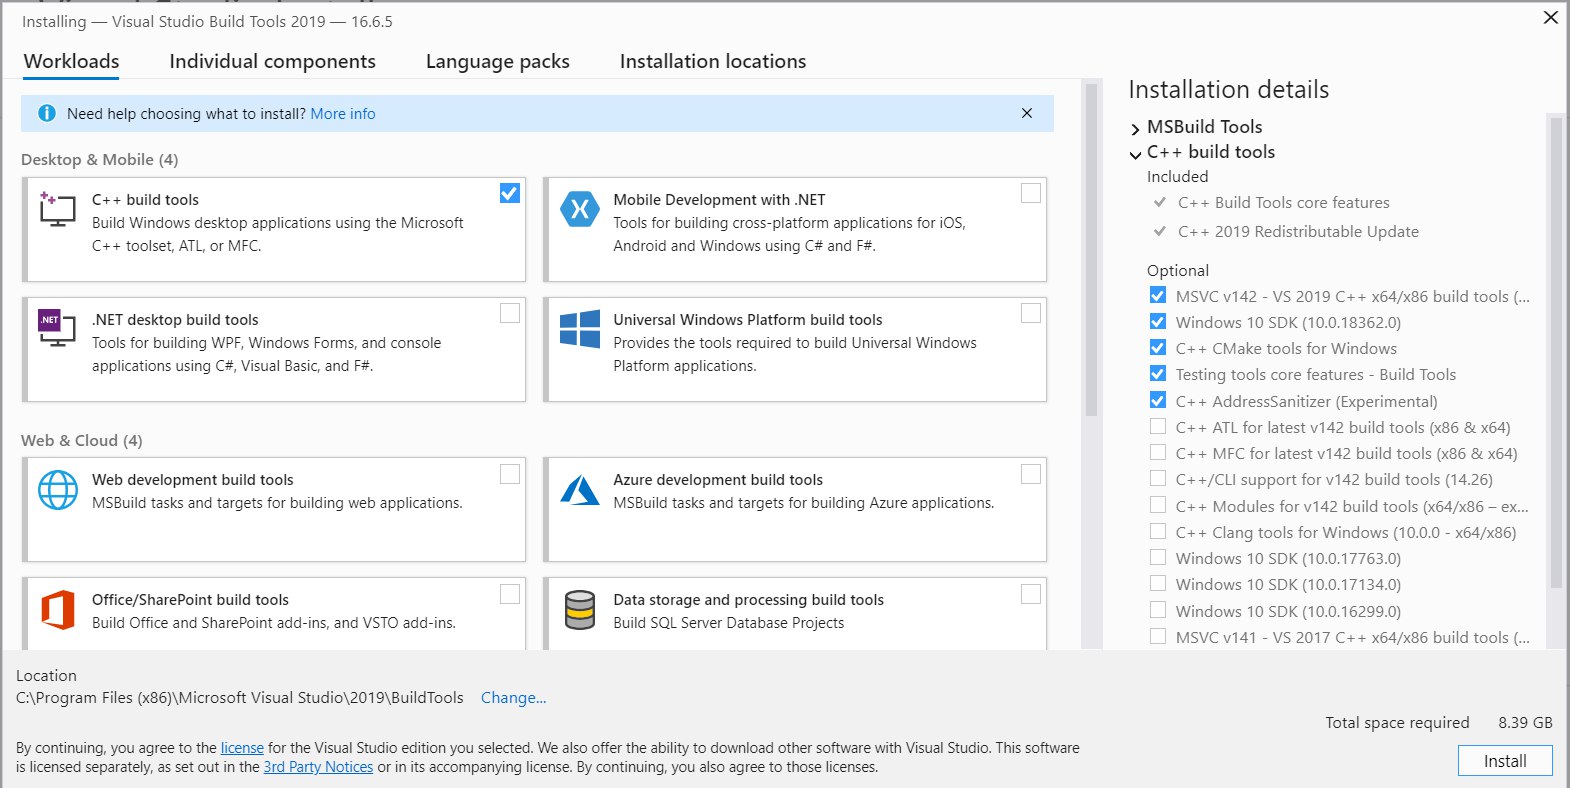 Installing — Visual Studio Build Tools 2019 — 16.6.5
Workloads
Individual components
Language packs
Installation locations
Need help choosing what to install? More info
Desktop & Mobile (4)
C++ build tools
Build Windows desktop applications using the Microsoft
C++ toolset, ATL, or MFC.
Mobile Development with .NET
Tools for building cross-platform applications for iOS,
Android and Windows using C# and F#.
.NET
.NET desktop build tools
Tools for building WPF, Windows Forms, and console
applications using C#, Visual Basic, and F#.
Universal Windows Platform build tools
Provides the tools required to build Universal Windows
Platform applications.
Web & Cloud (4)
Web development build tools
MSBuild tasks and targets for building web applications.
Azure development build tools
MSBuild tasks and targets for building Azure applications.
Office/SharePoint build tools
Build Office and SharePoint add-ins, and VSTO add-ins.
Data storage and processing build tools
Build SQL Server Database Projects
Installation details
MSBuild Tools
C++ build tools
Included
C++ Build Tools core features
C++ 2019 Redistributable Update
Optional
MSVC v142 - VS 2019 C++ x64/x86 build tools (...
Windows 10 SDK (10.0.18362.0)
C++ CMake tools for Windows
Testing tools core features - Build Tools
C++ AddressSanitizer (Experimental)
C++ ATL for latest v142 build tools (x86 & x64)
C++ MFC for latest v142 build tools (x86 & x64)
C++/CLI support for v142 build tools (14.26)
C++ Modules for v142 build tools (x64/x86 – ex...
C++ Clang tools for Windows (10.0.0 - x64/x86)
Windows 10 SDK (10.0.17763.0)
Windows 10 SDK (10.0.17134.0)
Windows 10 SDK (10.0.16299.0)
MSVC v141 - VS 2017 C++ x64/x86 build tools (...
Location
C:\Program Files (x86)\Microsoft Visual Studio\2019\BuildTools Change...
Total space required 8.39 GB
By continuing, you agree to the license for the Visual Studio edition you selected. We also offer the ability to download other software with Visual Studio. This software
is licensed separately, as set out in the 3rd Party Notices or in its accompanying license. By continuing, you also agree to those licenses.
Install